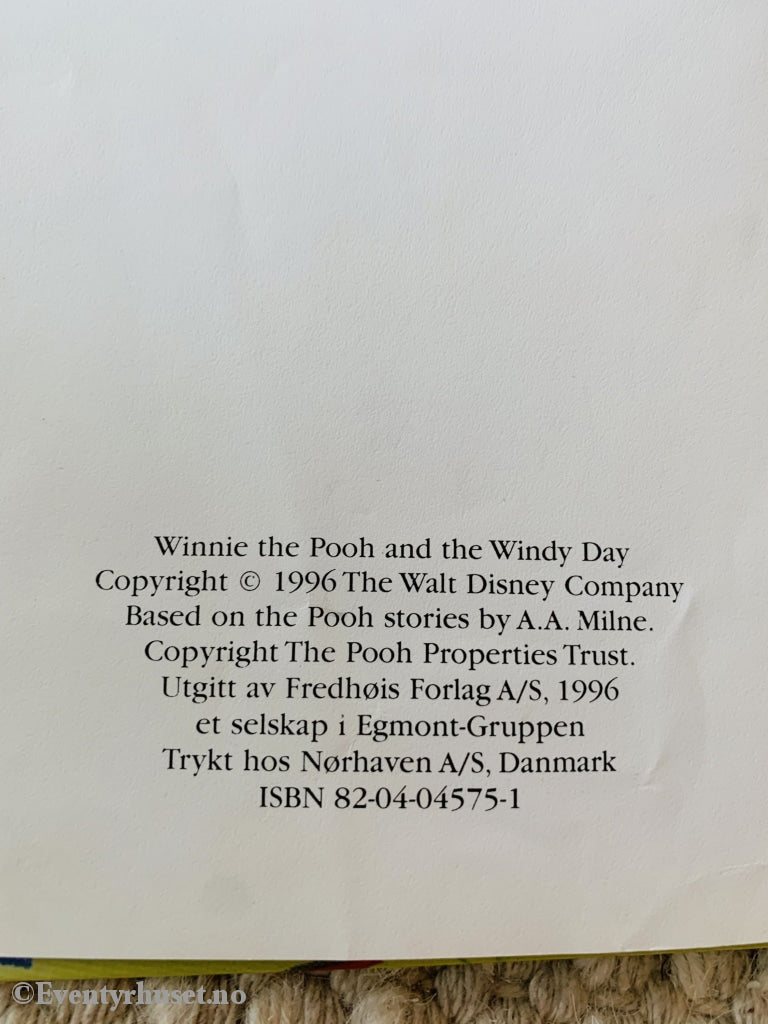 Winnie the Pooh and the Windy Day
Copyright © 1996 The Walt Disney Company
Based on the Pooh stories by A.A. Milne.
Copyright The Pooh Properties Trust.
Utgitt av Fredhøis Forlag A/S, 1996
et selskap i Egmont-Gruppen
Trykt hos Nørhaven A/S, Danmark
ISBN 82-04-04575-1
©Eventyrhuset.no